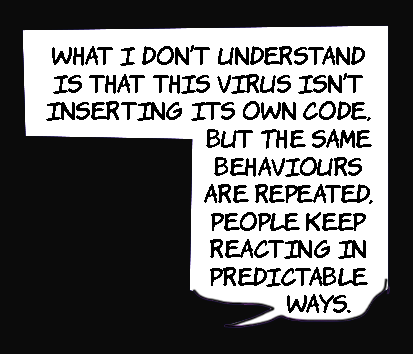 WHAT I DON'T UNDERSTAND
IS THAT THIS VIRUS ISN'T
INSERTING ITS OWN CODE,
BUT THE SAME
BEHAVIOURS
ARE REPEATED.
PEOPLE KEEP
REACTING IN
PREDICTABLE
WAYS.